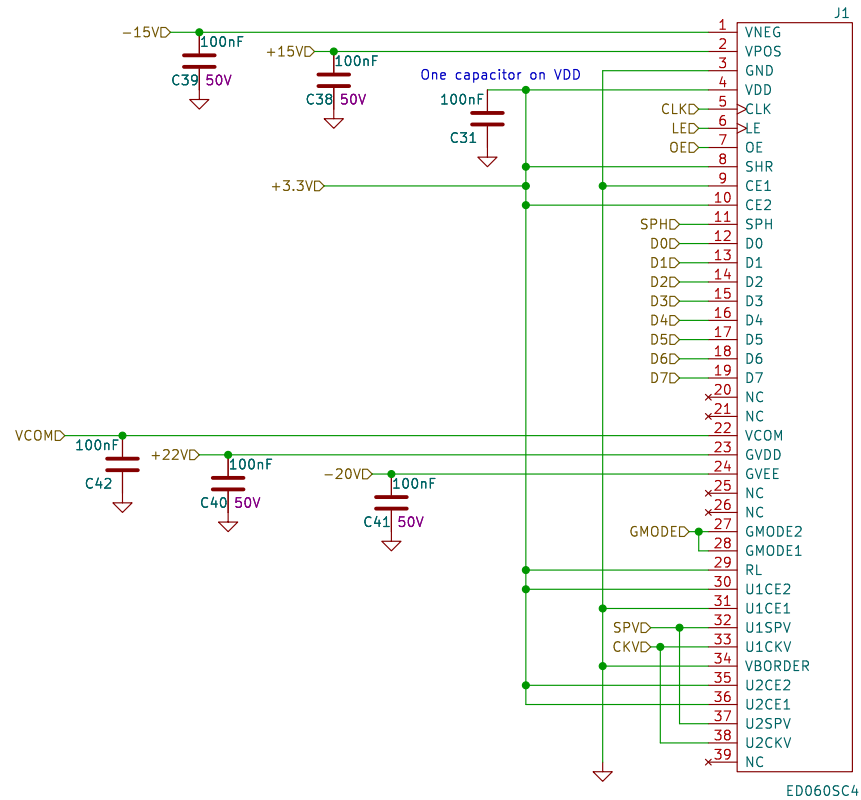 J1
-15V 1 VNEG
100nF
C39 50V
+15V 2 VPOS
100nF
C38 50V
3 GND
One capacitor on VDD
4 VDD
100nF
C31
CLK 5 CLK
LE 6 LE
OE 7 OE
8 SHR
+3.3V 9 CE1
10 CE2
SPH 11 SPH
D0 12 D0
D1 13 D1
D2 14 D2
D3 15 D3
D4 16 D4
D5 17 D5
D6 18 D6
D7 19 D7
20 NC
21 NC
VCOM 22 VCOM
100nF
C42
+22V 23 GVDD
100nF
C40 50V
-20V 24 GVEE
100nF
C41 50V
25 NC
26 NC
GMODE 27 GMODE2
28 GMODE1
29 RL
30 U1CE2
31 U1CE1
SPV 32 U1SPV
CKV 33 U1CKV
34 VBORDER
35 U2CE2
36 U2CE1
37 U2SPV
38 U2CKV
39 NC
ED060SC4